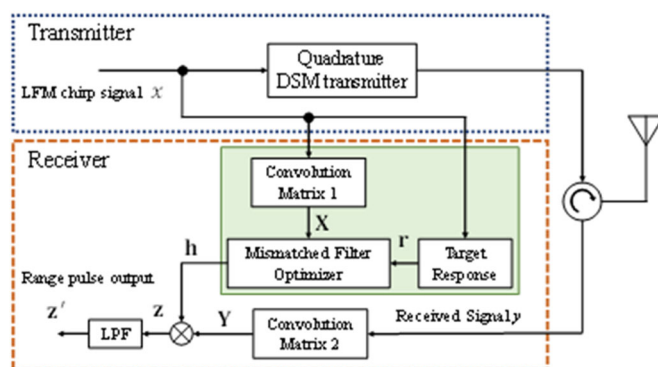 Transmitter
Quadrature
DSM transmitter
LFM chirp signal x
Receiver
Convolution
Matrix 1
X
h
r
Mismatched Filter
Optimizer
Target
Response
Range pulse output
z'
LPF
z
Y
Convolution
Matrix 2
Received Signal y